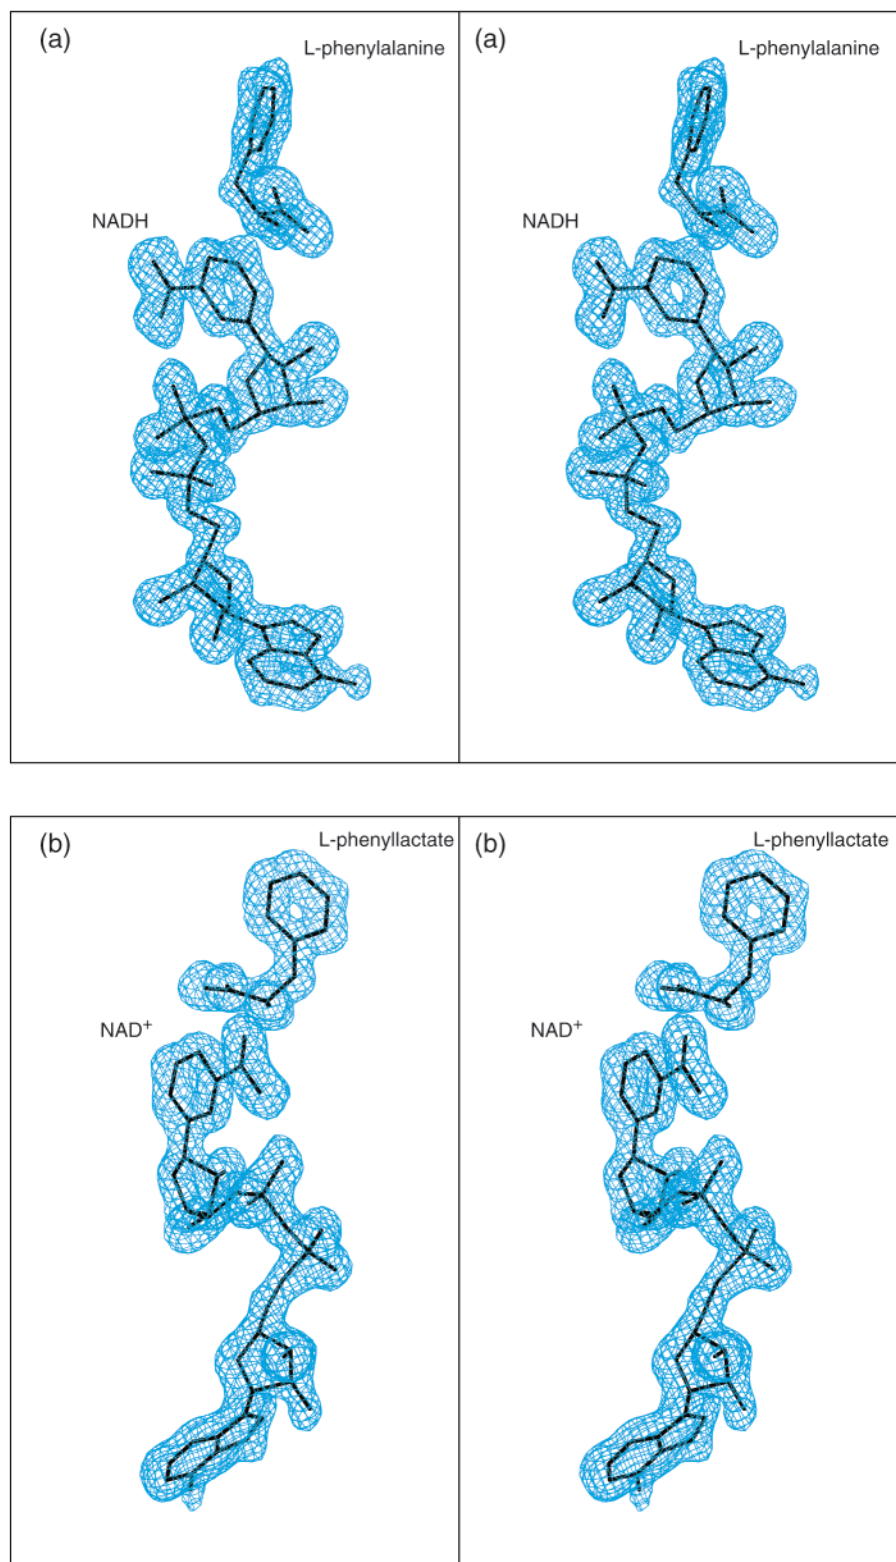 (a)
L-phenylalanine
NADH
(a)
L-phenylalanine
NADH
(b)
L-phenyllactate
NAD+
(b)
L-phenyllactate
NAD+